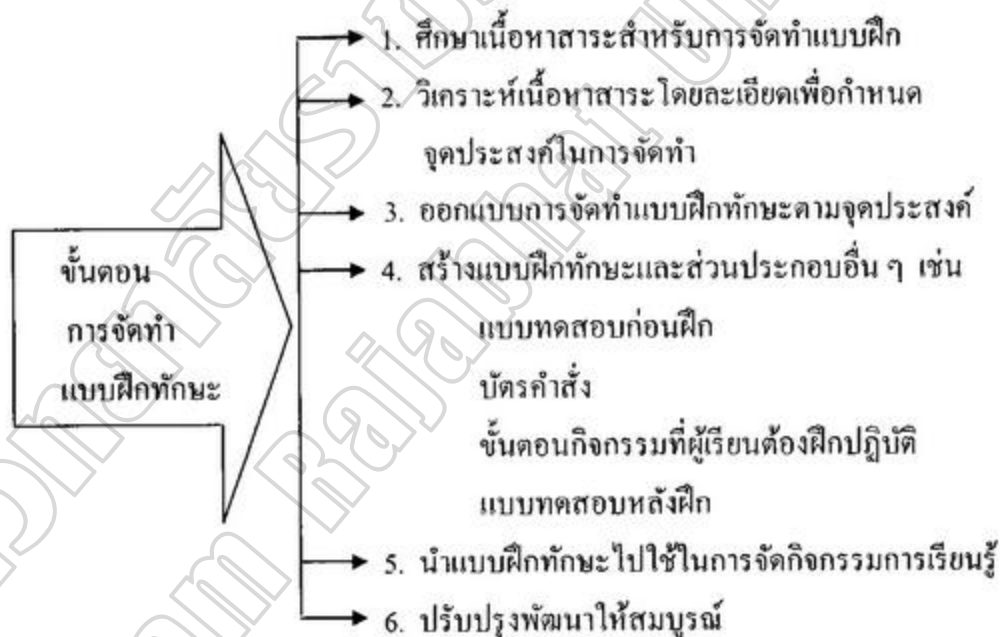 1. ศึกษาเนื้อหาสาระสำหรับการจัดทำแบบฝึก
2. วิเคราะห์เนื้อหาสาระโดยละเอียดเพื่อกำหนด
จุดประสงค์ในการจัดทำ
3. ออกแบบการจัดทำแบบฝึกทักษะตามจุดประสงค์
4. สร้างแบบฝึกทักษะและส่วนประกอบอื่น ๆ เช่น
แบบทดสอบก่อนฝึก
บัตรคำสั่ง
ขั้นตอนกิจกรรมที่ผู้เรียนต้องฝึกปฏิบัติ
แบบทดสอบหลังฝึก
5. นำแบบฝึกทักษะไปใช้ในการจัดกิจกรรมการเรียนรู้
6. ปรับปรุงพัฒนาให้สมบูรณ์
ขั้นตอน
การจัดทำ
แบบฝึกทักษะ
Rajabhat